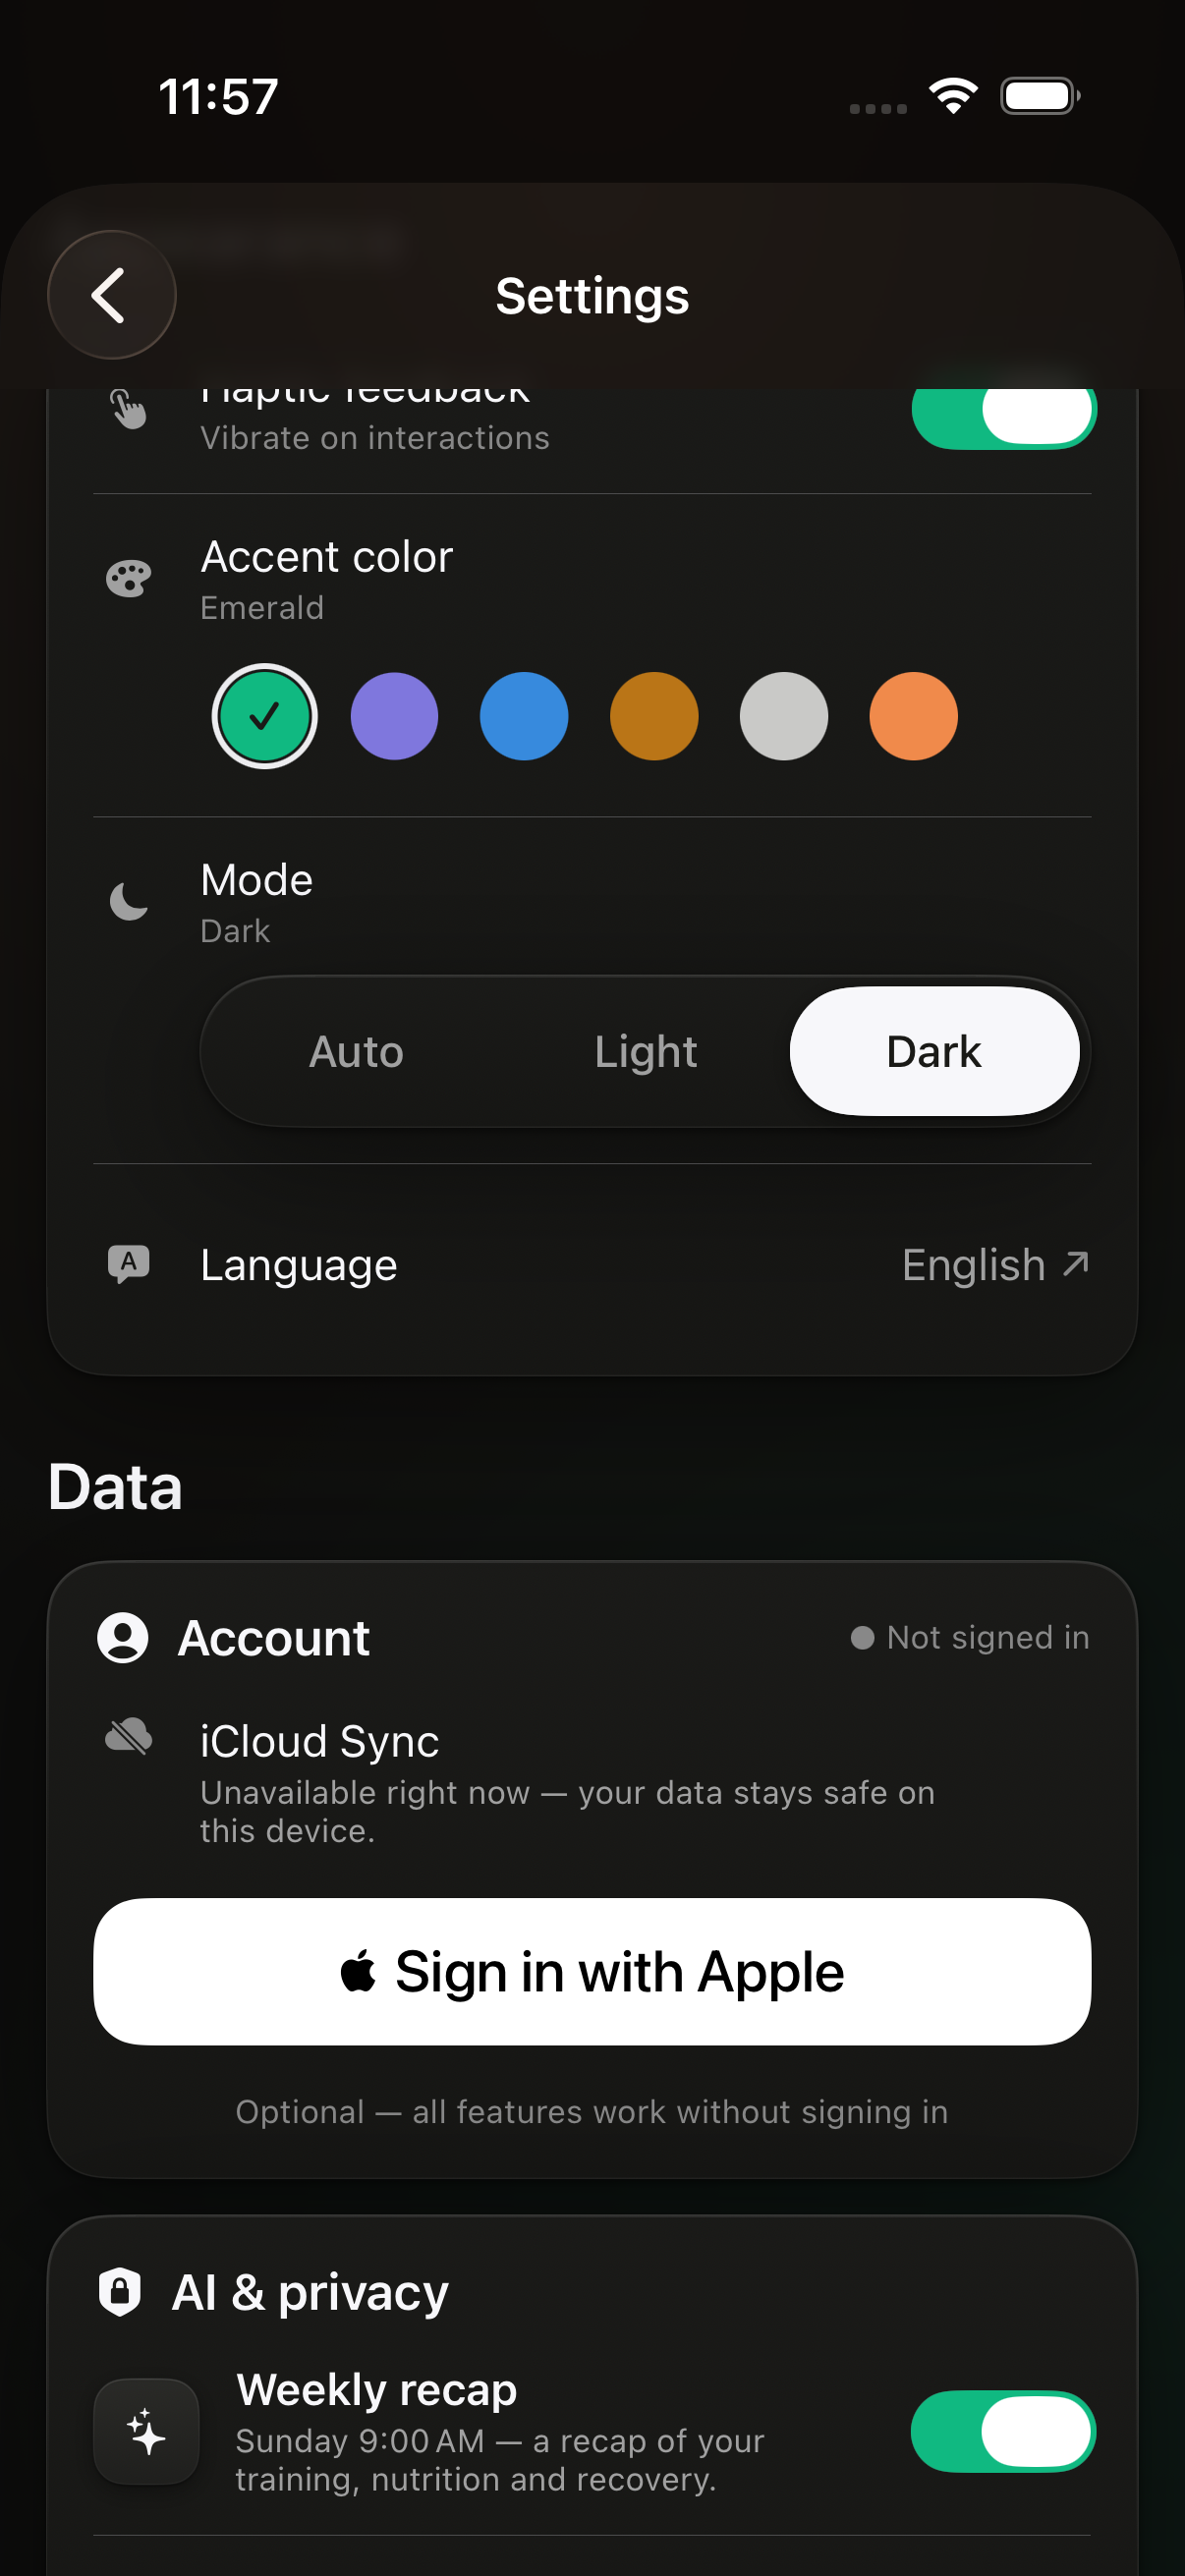 11:57
Settings
Haptic feedback
Vibrate on interactions
Accent color
Emerald
Mode
Dark
Auto Light Dark
Language English
Data
Account Not signed in
iCloud Sync
Unavailable right now — your data stays safe on
this device.
Sign in with Apple
Optional — all features work without signing in
AI & privacy
Weekly recap
Sunday 9:00 AM — a recap of your
training, nutrition and recovery.